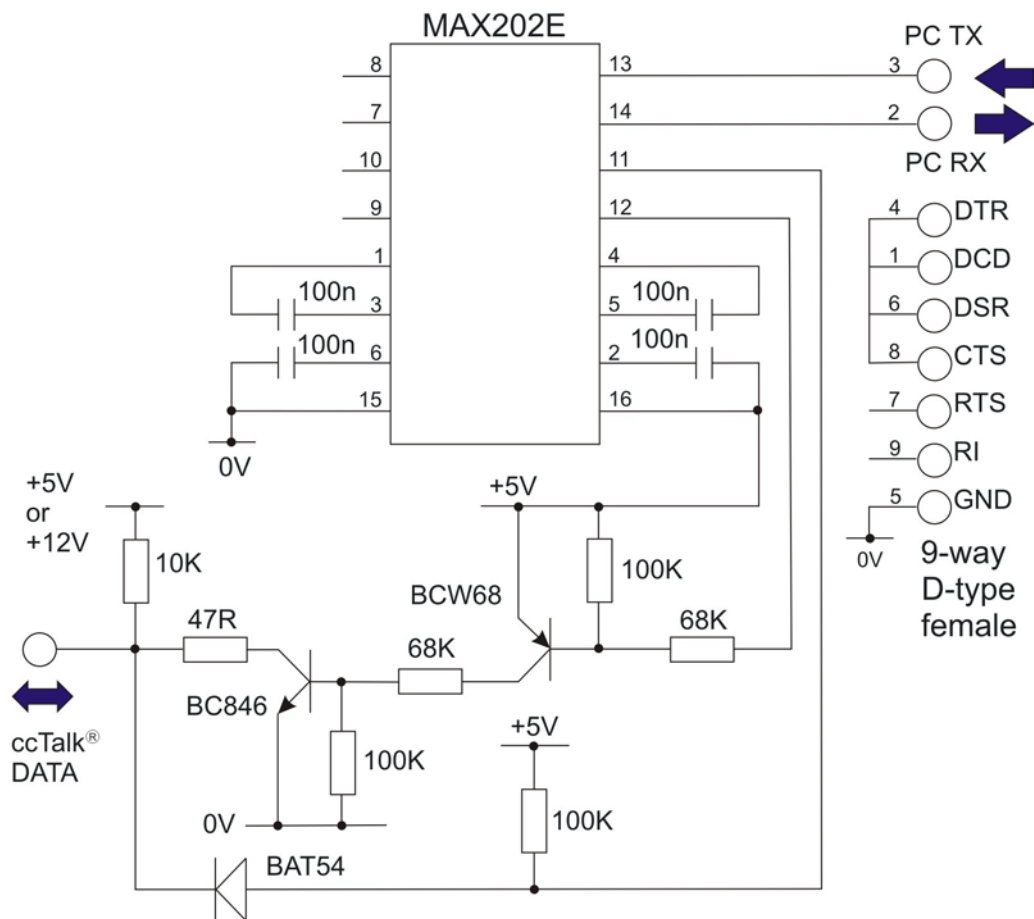 MAX202E
PC TX
8
13
3
7
14
2
PC RX
10
11
9
12
4
DTR
1
4
1
DCD
100n
3
5
100n
6
DSR
100n
6
2
100n
8
CTS
15
16
7
RTS
0V
9
RI
+5V
or
+12V
+5V
5
GND
0V
10K
100K
9-way
D-type
female
BCW68
47R
68K
68K
BC846
ccTalk®
DATA
100K
+5V
0V
100K
BAT54